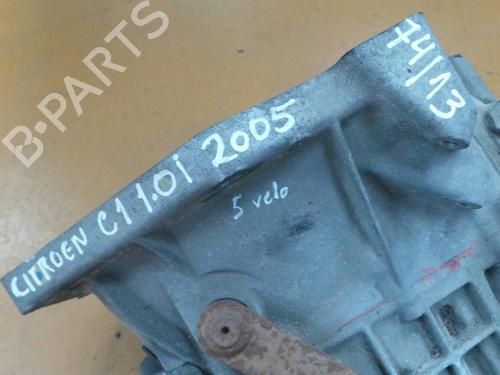 B-PARTS
CITROEN C1 1.0i 2005
74/13
5 velo